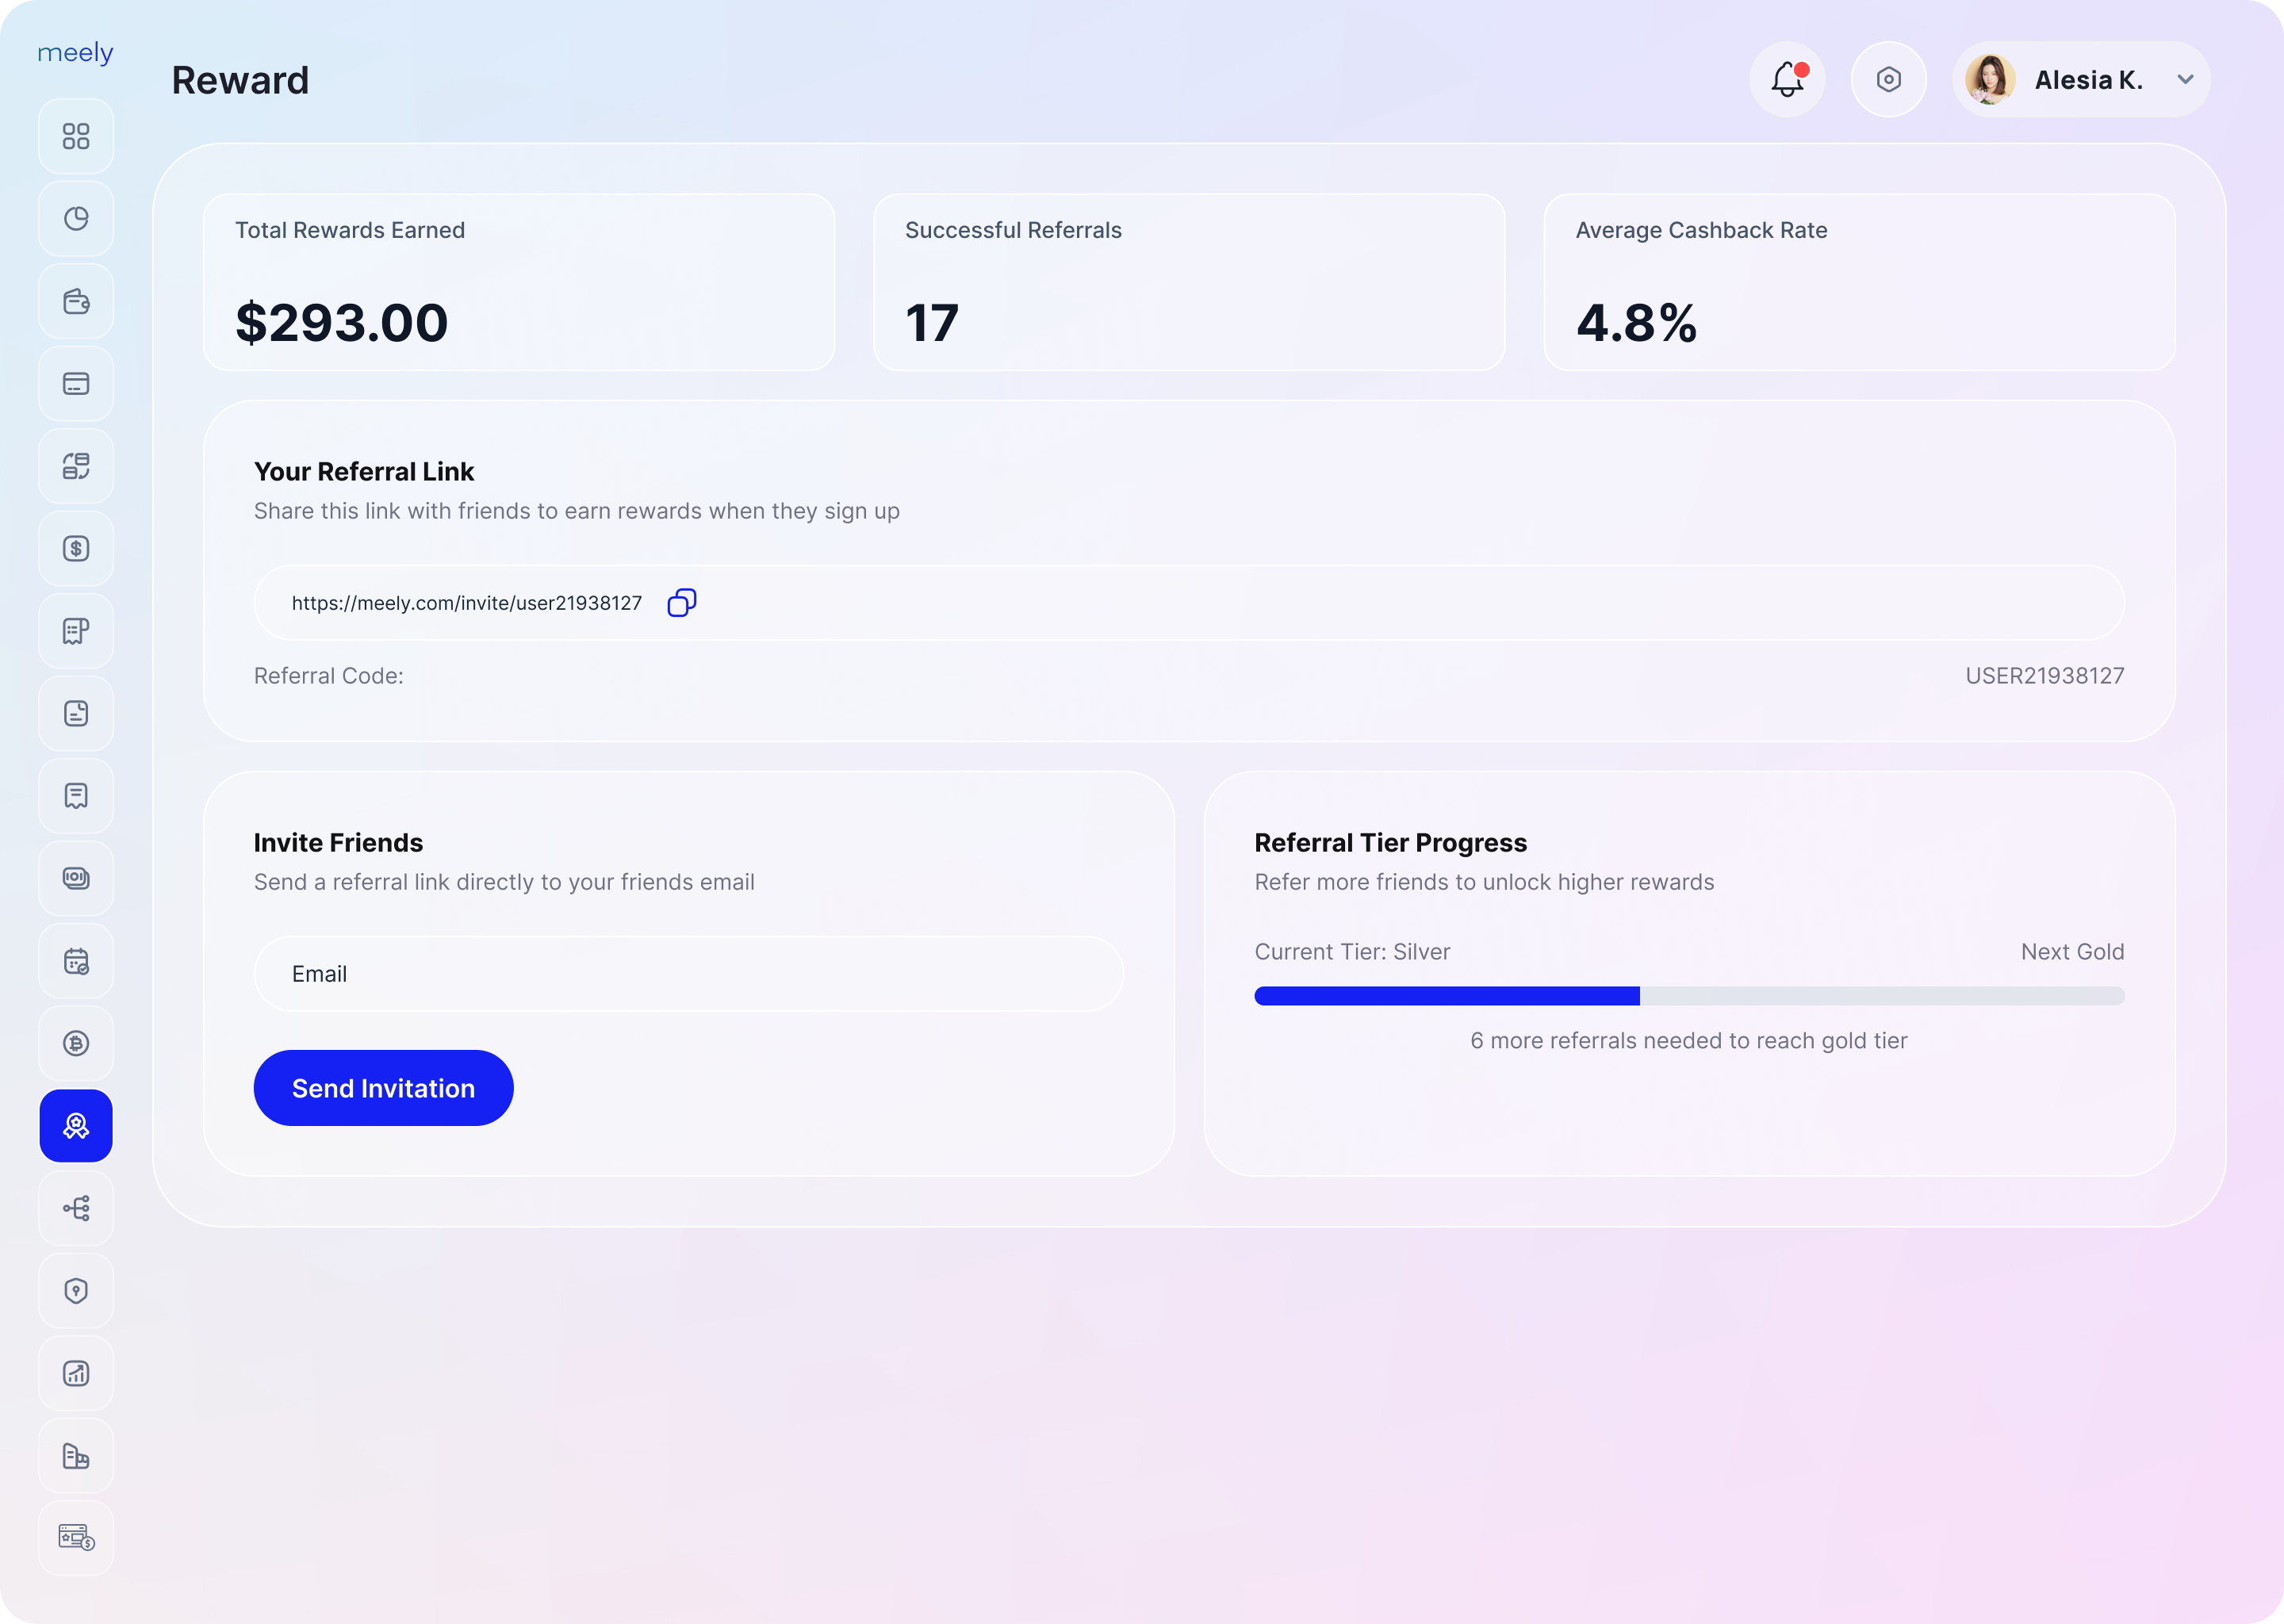 meely
Reward
Alesia K.
Total Rewards Earned
$293.00
Successful Referrals
17
Average Cashback Rate
4.8%
Your Referral Link
Share this link with friends to earn rewards when they sign up
https://meely.com/invite/user21938127
Referral Code:
USER21938127
Invite Friends
Send a referral link directly to your friends email
Email
Send Invitation
Referral Tier Progress
Refer more friends to unlock higher rewards
Current Tier: Silver
Next Gold
6 more referrals needed to reach gold tier